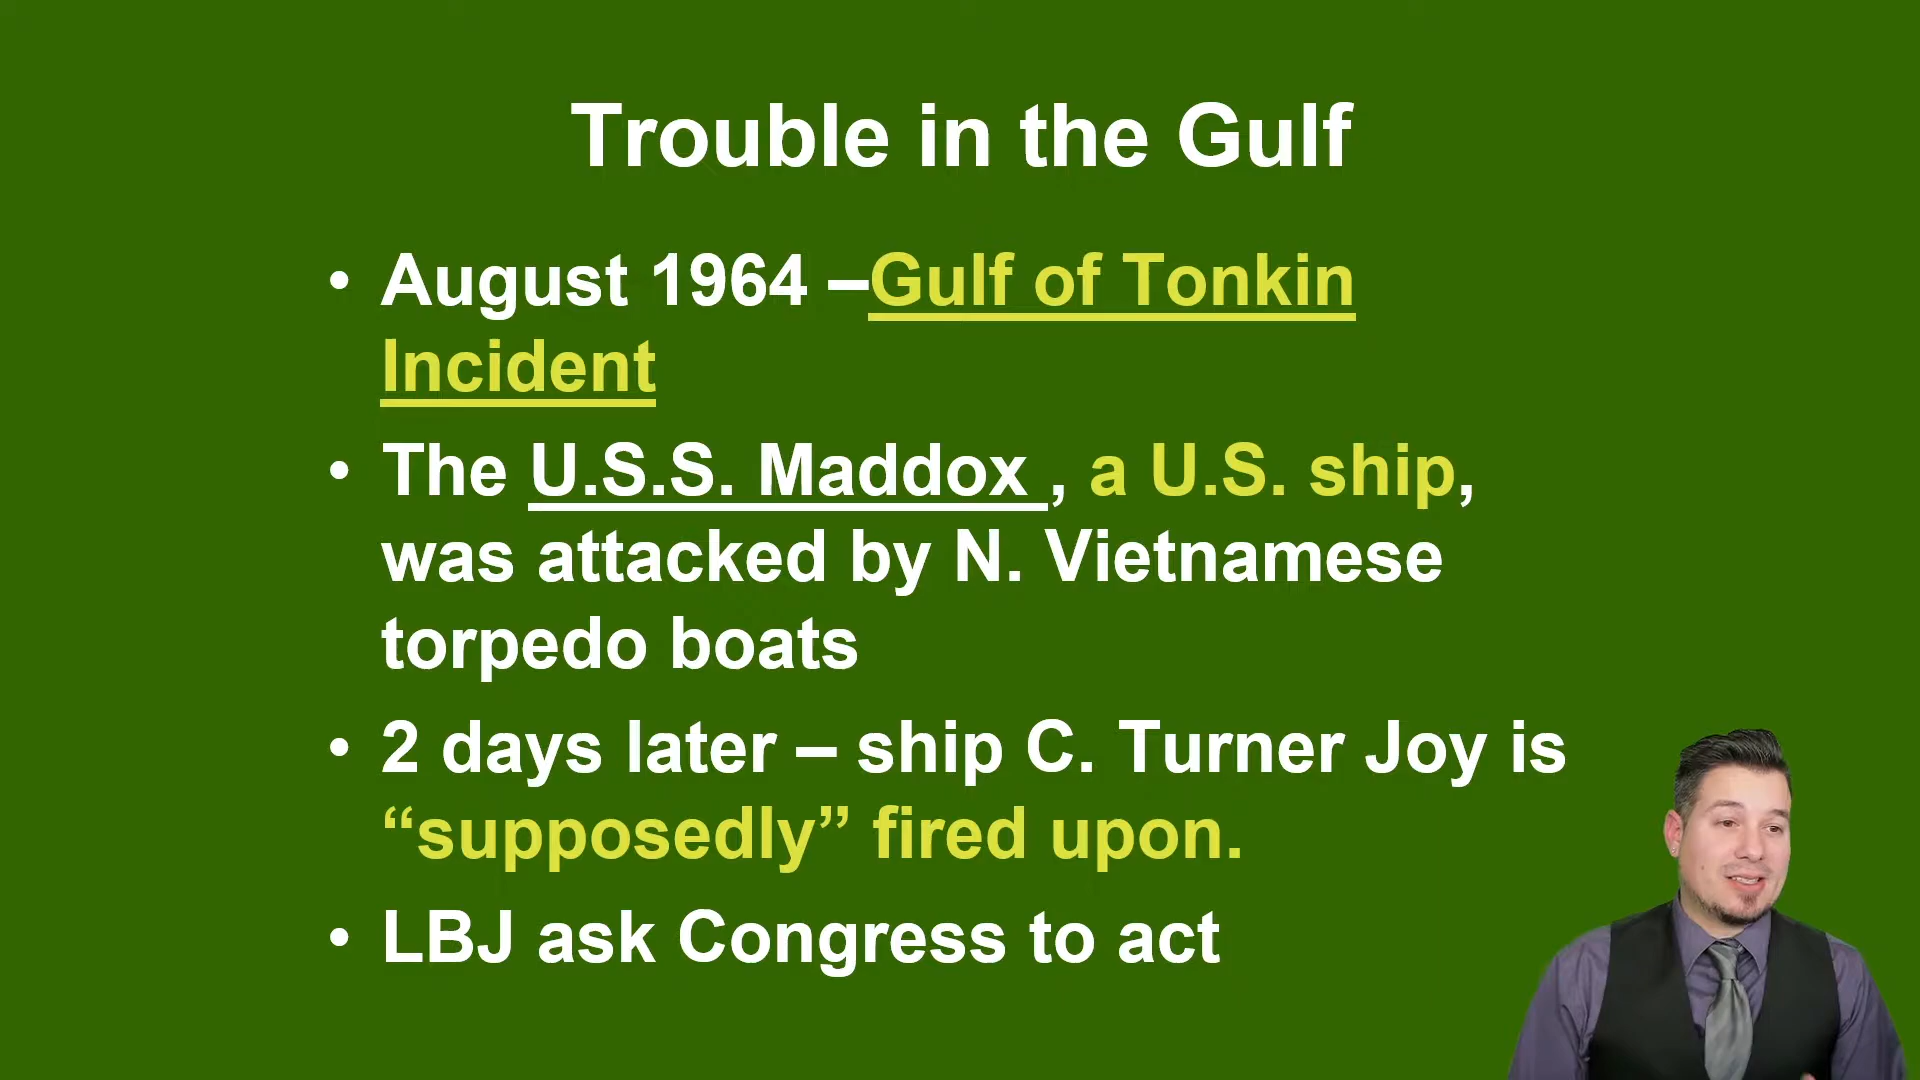 Trouble in the Gulf
• August 1964 –Gulf of Tonkin
Incident
• The U.S.S. Maddox , a U.S. ship,
was attacked by N. Vietnamese
torpedo boats
• 2 days later – ship C. Turner Joy is
“supposedly” fired upon.
• LBJ ask Congress to act